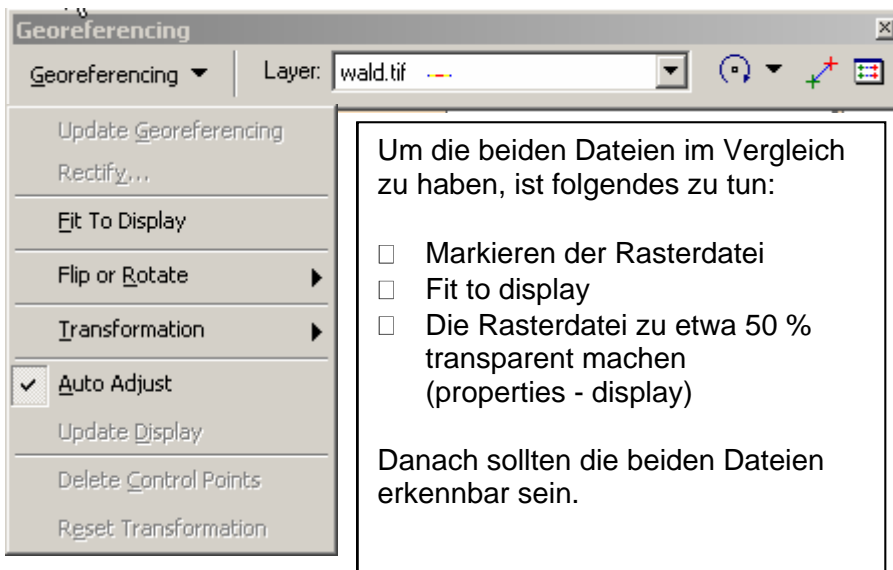 Georeferencing
Georeferencing Layer: wald.tif
Update Georeferencing
Rectify...
Fit To Display
Flip or Rotate
Transformation
Auto Adjust
Update Display
Delete Control Points
Reset Transformation
Um die beiden Dateien im Vergleich
zu haben, ist folgendes zu tun:
Markieren der Rasterdatei
Fit to display
Die Rasterdatei zu etwa 50 %
transparent machen
(properties - display)
Danach sollten die beiden Dateien
erkennbar sein.